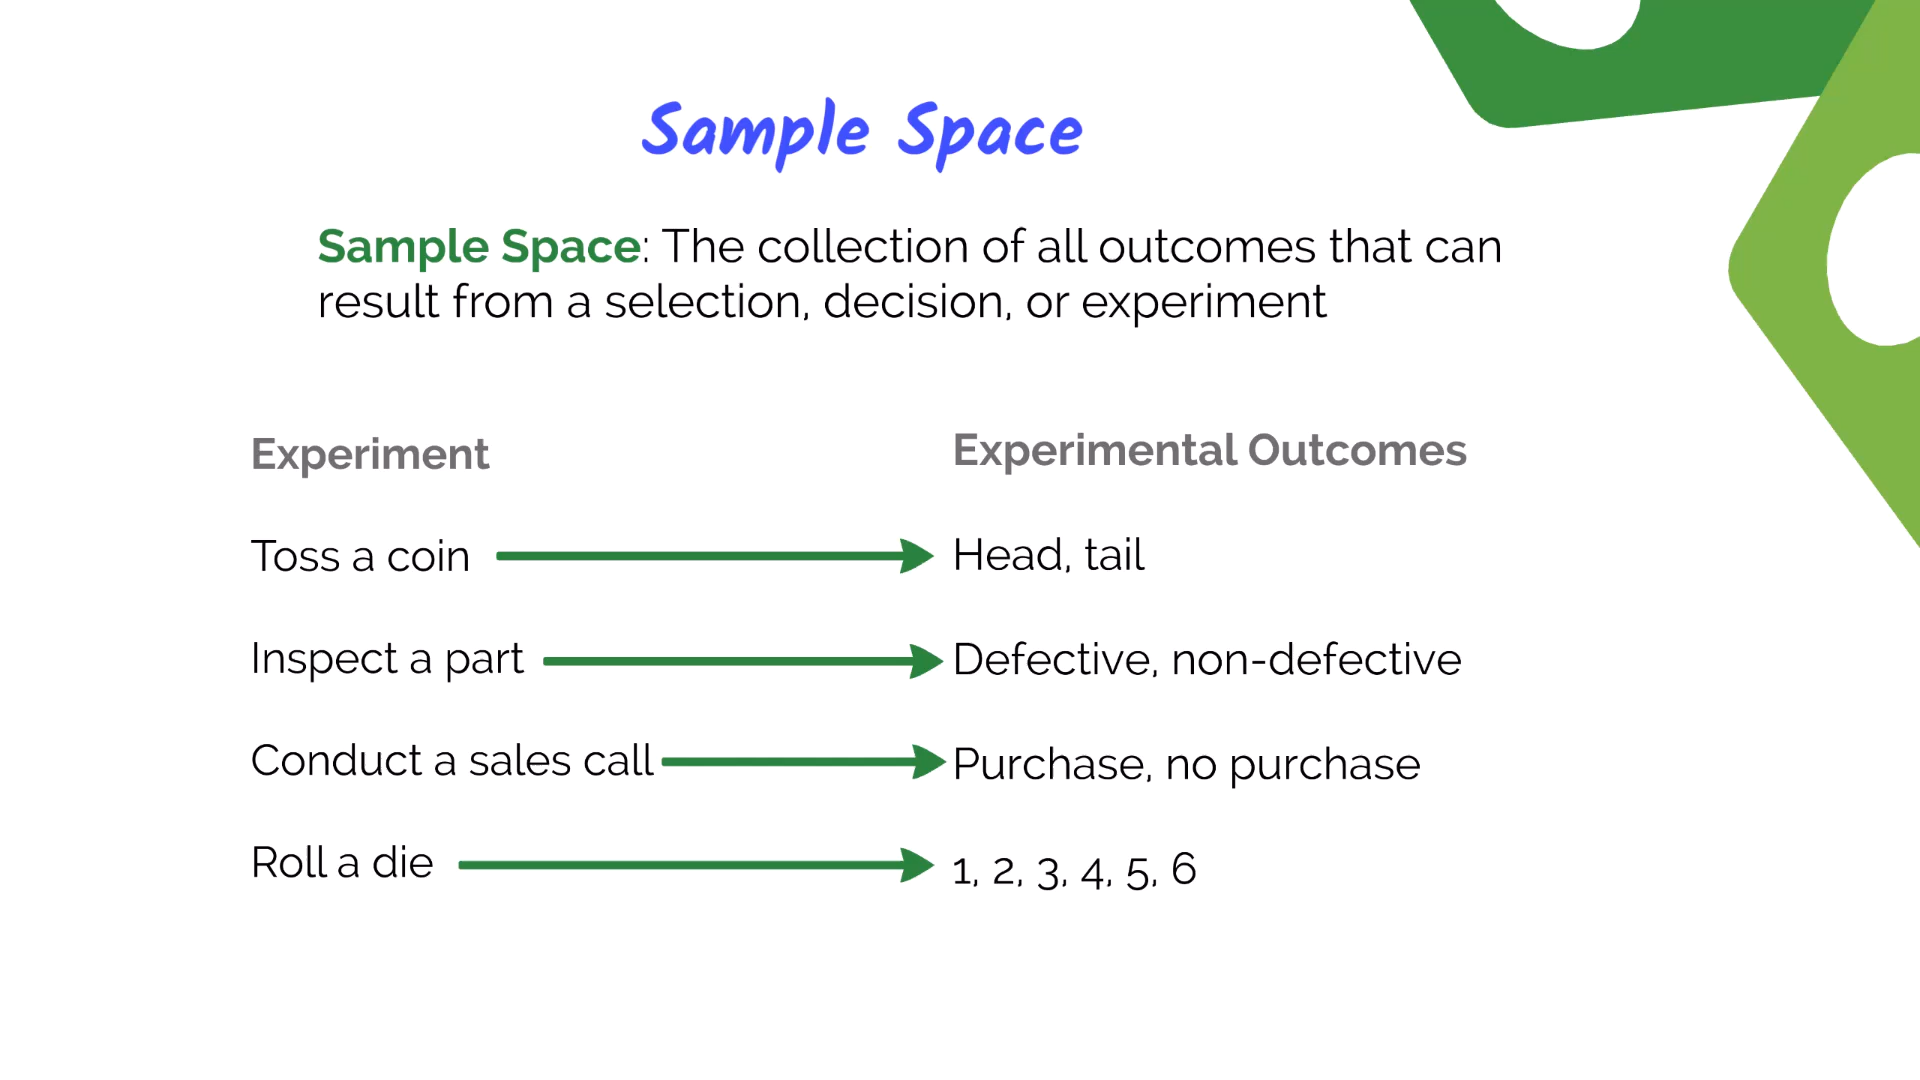 Sample Space
Sample Space: The collection of all outcomes that can
result from a selection, decision, or experiment
Experiment
Experimental Outcomes
Toss a coin
Head, tail
Inspect a part
Defective, non-defective
Conduct a sales call
Purchase, no purchase
Roll a die
1, 2, 3, 4, 5, 6